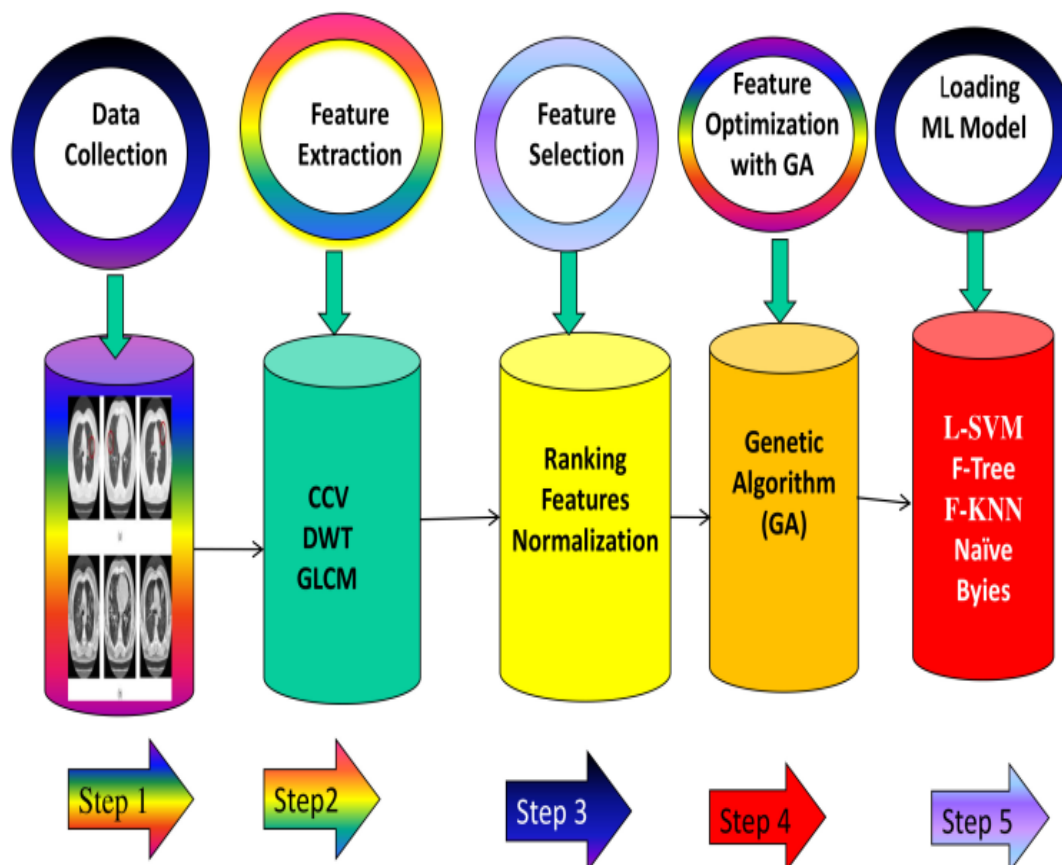 Data
Collection
Feature
Extraction
Feature
Selection
Feature
Optimization
with GA
Loading
ML Model
CCV
DWT
GLCM
Ranking
Features
Normalization
Genetic
Algorithm
(GA)
L-SVM
F-Tree
F-KNN
Naïve
Byies
Step 1
Step2
Step 3
Step 4
Step 5